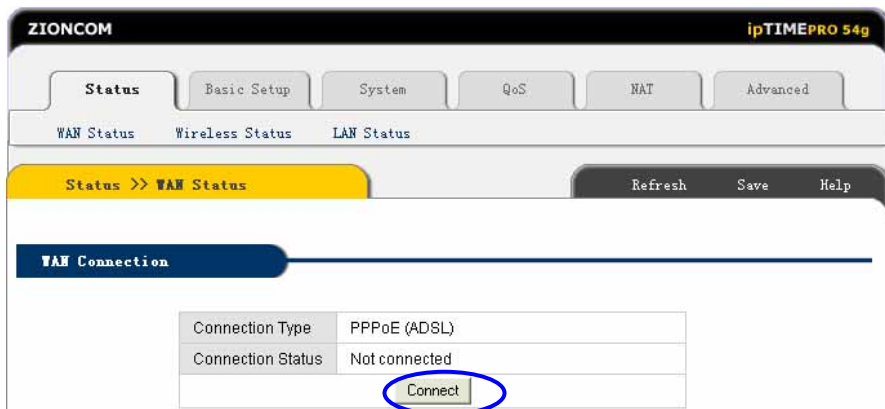 ZIONCOM ipTIMEPRO 54g
Status Basic Setup System QoS NAT Advanced
WAN Status Wireless Status LAN Status
Status >> WAN Status Refresh Save Help
WAN Connection
Connection Type PPPoE (ADSL)
Connection Status Not connected
Connect